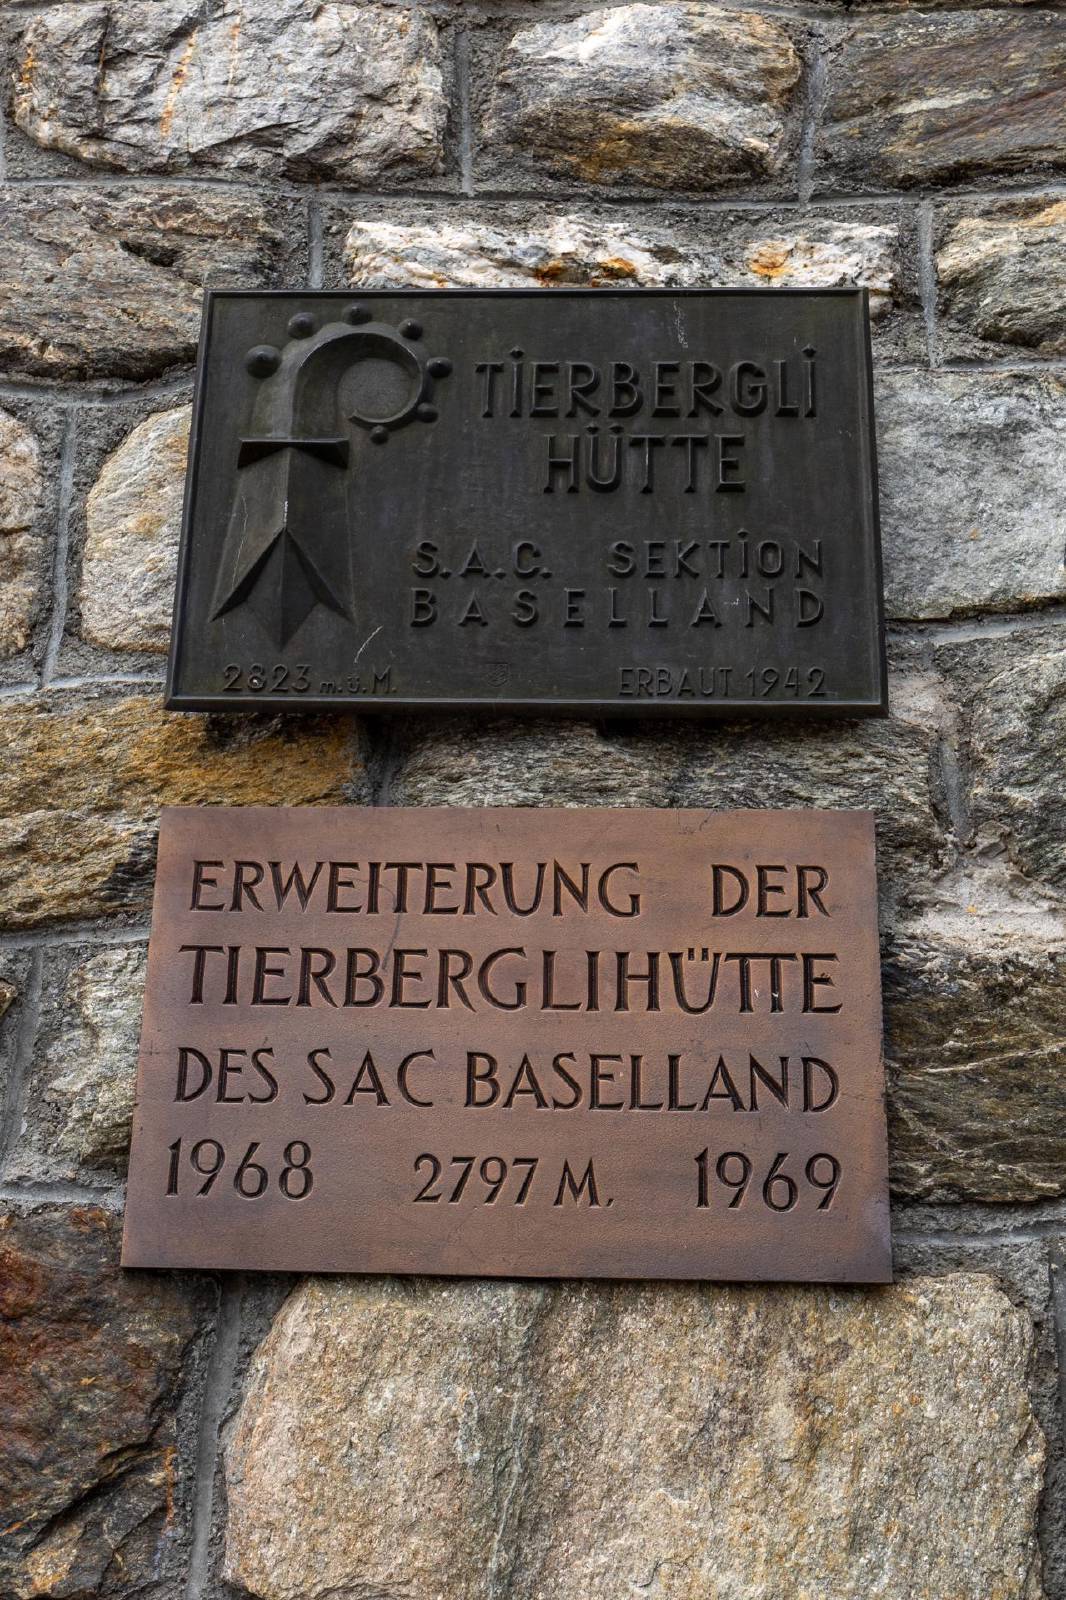 TIERBERGLI
HÜTTE
S.A.C. SEKTION
BASELLAND
2823 m.ü.M. ERBAUT 1942
ERWEITERUNG DER
TIERBERGLIHÜTTE
DES SAC BASELLAND
1968 2797 M. 1969